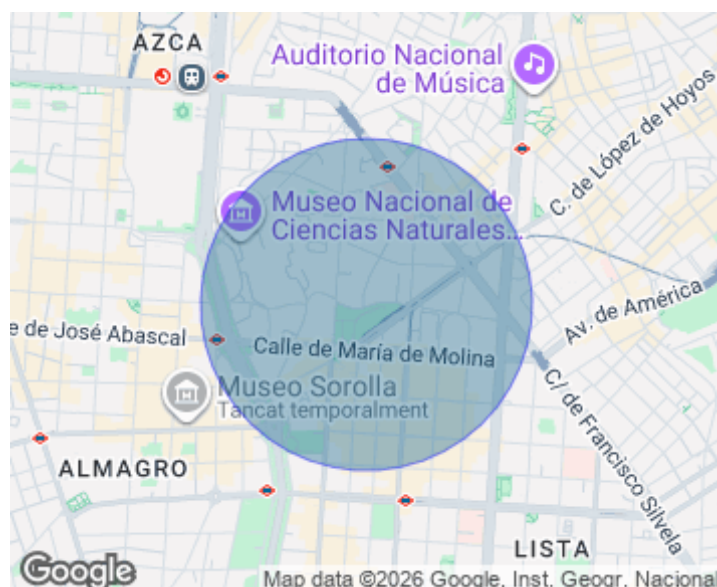 AZCA
Auditorio Nacional
de Música
C. de López de Hoyos
Museo Nacional de
Ciencias Naturales...
Av. de América
e de José Abascal
Calle de María de Molina
Museo Sorolla
Tancat temporalment
C/ de Francisco Silvela
ALMAGRO
LISTA
Google
Map data ©2026 Google, Inst. Geogr. Nacional